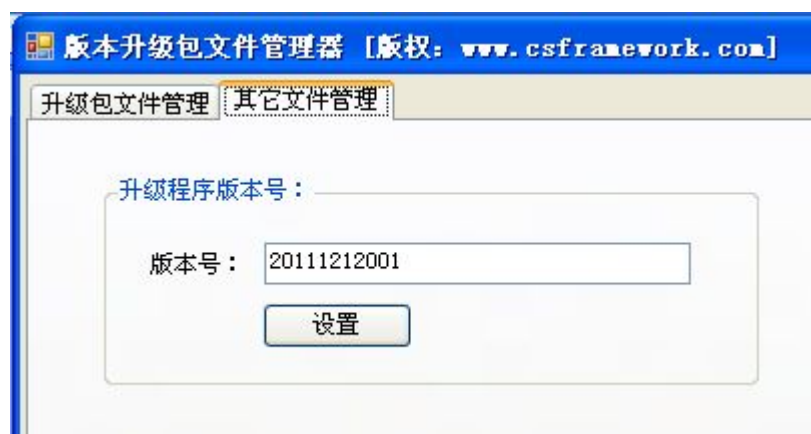 版本升级包文件管理器 [版权: www.csframework.com]
升级包文件管理 其它文件管理
升级程序版本号：
版本号： 20111212001
设置